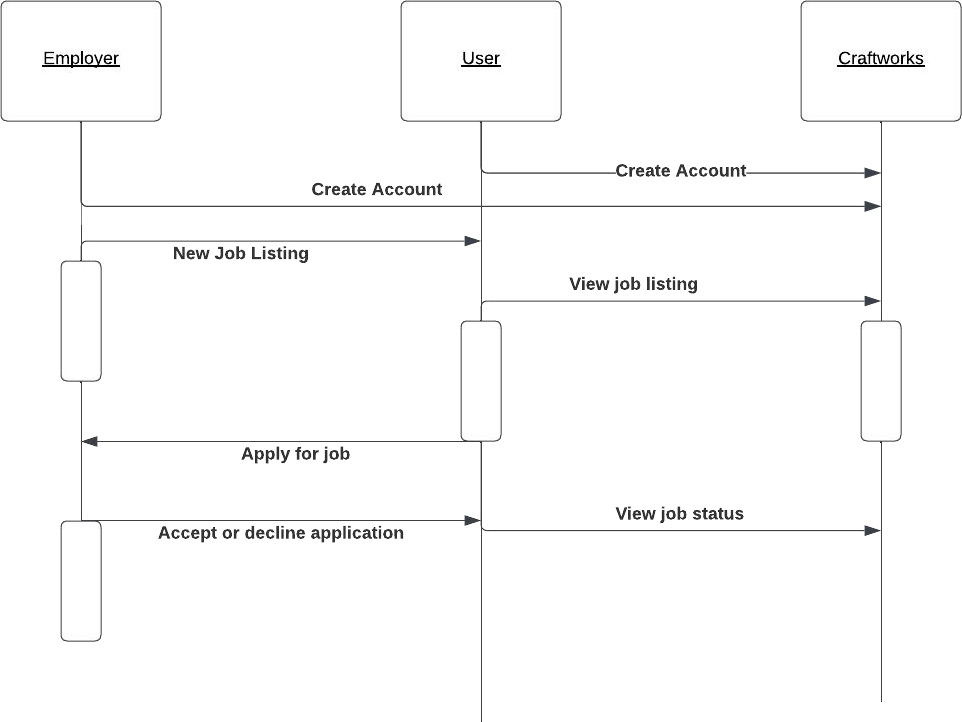 Employer
User
Craftworks
Create Account
Create Account
New Job Listing
View job listing
Apply for job
View job status
Accept or decline application